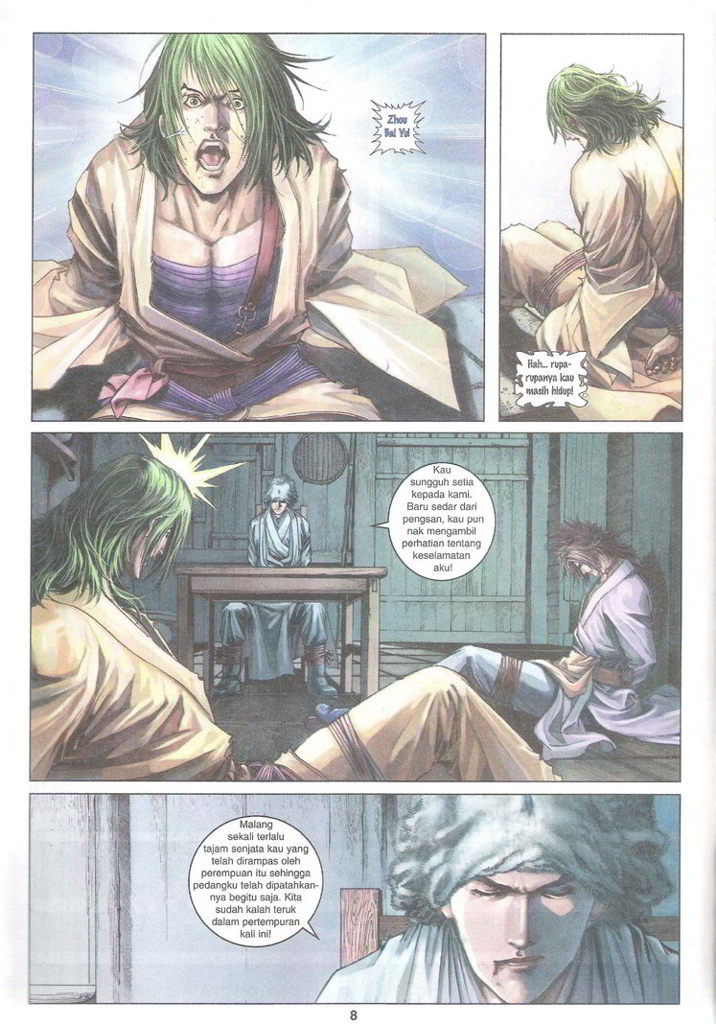 Zhou
Bai Yu!
Hah... rupa-
rupanya kau
masih hidup!
Kau
sungguh setia
kepada kami.
Baru sedar dari
pengsan, kau pun
nak mengambil
perhatian tentang
keselamatan
aku!
Malang
sekali terlalu
tajam senjata kau yang
telah dirampas oleh
perempuan itu sehingga
pedangku telah dipatahkan-
nya begitu saja. Kita
sudah kalah teruk
dalam pertempuran
kali ini!
8